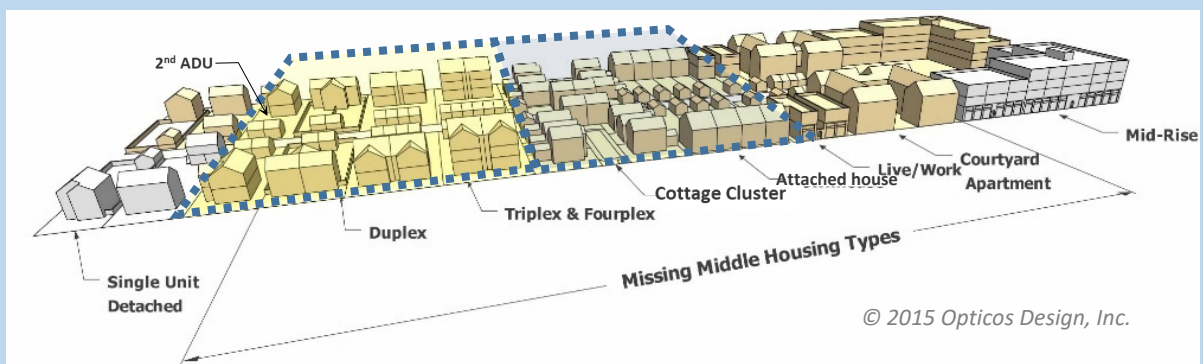 2nd ADU
Single Unit
Detached
Duplex
Triplex & Fourplex
Cottage Cluster
Attached house
Live/Work
Courtyard
Apartment
Mid-Rise
Missing Middle Housing Types
© 2015 Opticos Design, Inc.